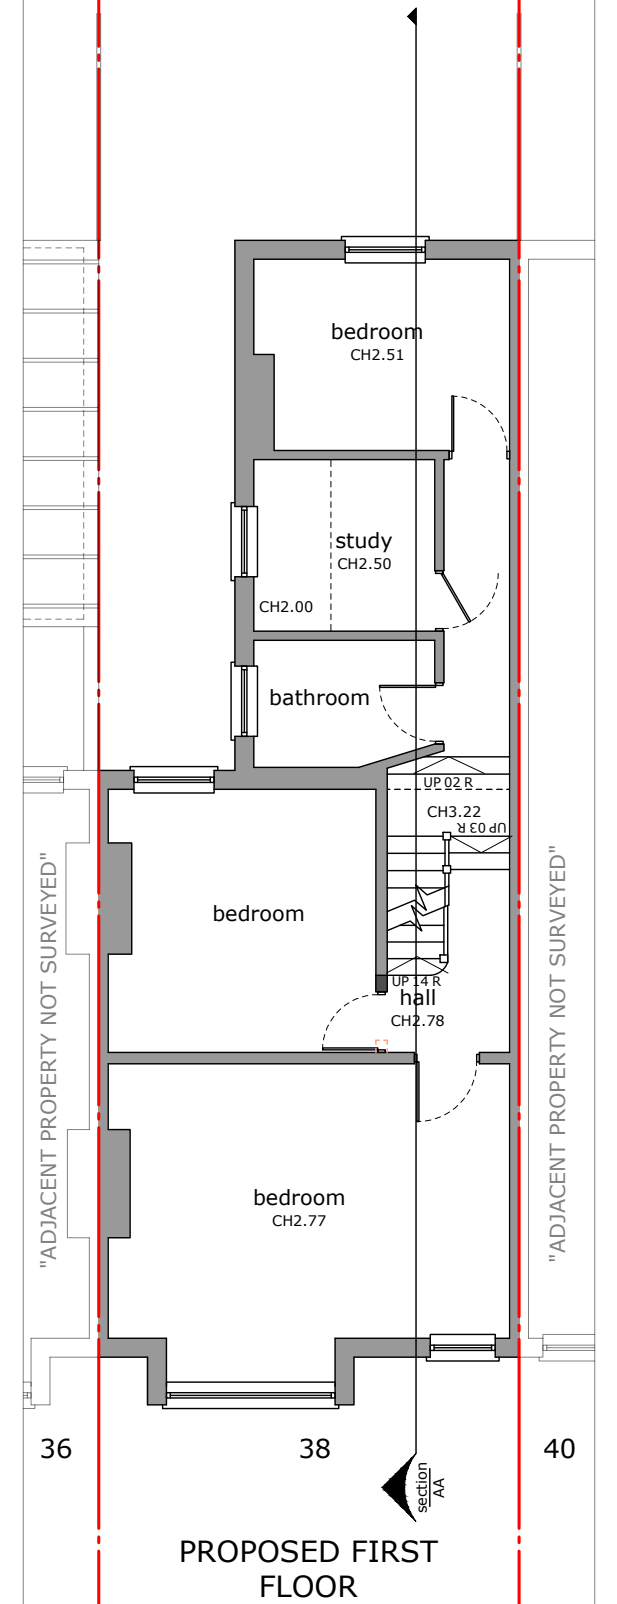 bedroom
CH2.51
study
CH2.50
CH2.00
bathroom
UP 02 R
CH3.22
UP 03 R
bedroom
UP 14 R
hall
CH2.78
"ADJACENT PROPERTY NOT SURVEYED"
"ADJACENT PROPERTY NOT SURVEYED"
bedroom
CH2.77
36
38
40
section
AA
PROPOSED FIRST
FLOOR